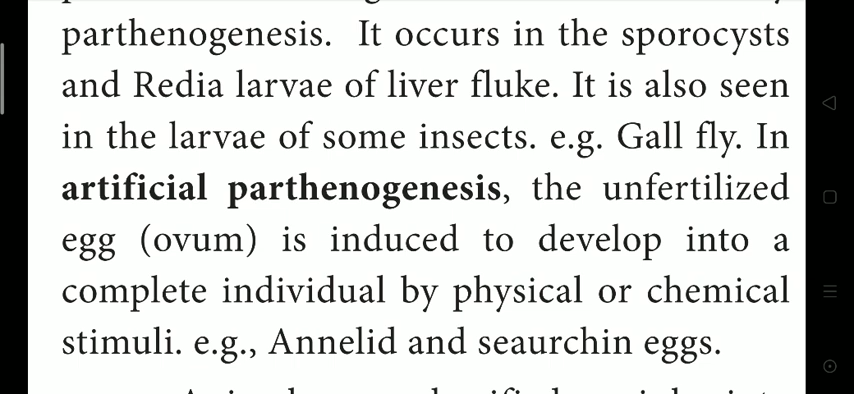 parthenogenesis. It occurs in the sporocysts
and Redia larvae of liver fluke. It is also seen
in the larvae of some insects. e.g. Gall fly. In
artificial parthenogenesis, the unfertilized
egg (ovum) is induced to develop into a
complete individual by physical or chemical
stimuli. e.g., Annelid and seaurchin eggs.